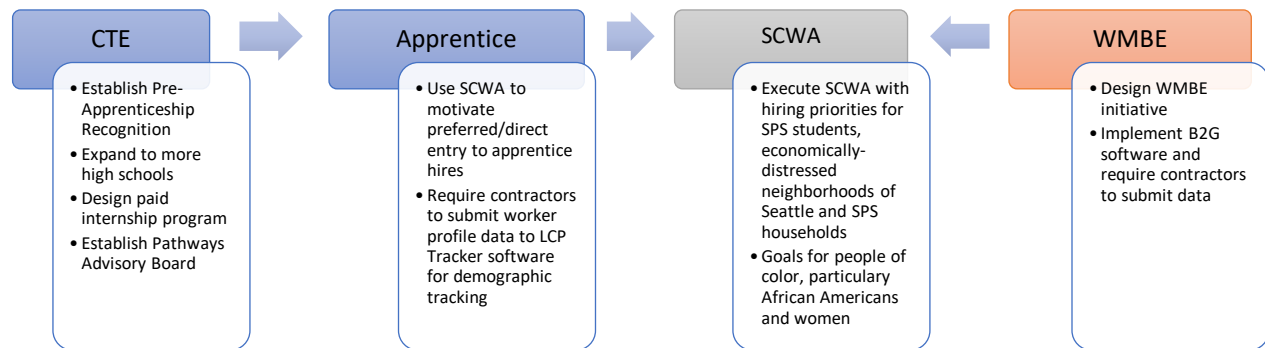 CTE
• Establish Pre-
Apprenticeship
Recognition
• Expand to more
high schools
• Design paid
internship program
• Establish Pathways
Advisory Board
Apprentice
• Use SCWA to
motivate
preferred/direct
entry to apprentice
hires
• Require contractors
to submit worker
profile data to LCP
Tracker software
for demographic
tracking
SCWA
• Execute SCWA with
hiring priorities for
SPS students,
economically-
distressed
neighborhoods of
Seattle and SPS
households
• Goals for people of
color, particulary
African Americans
and women
WMBE
• Design WMBE
initiative
• Implement B2G
software and
require contractors
to submit data